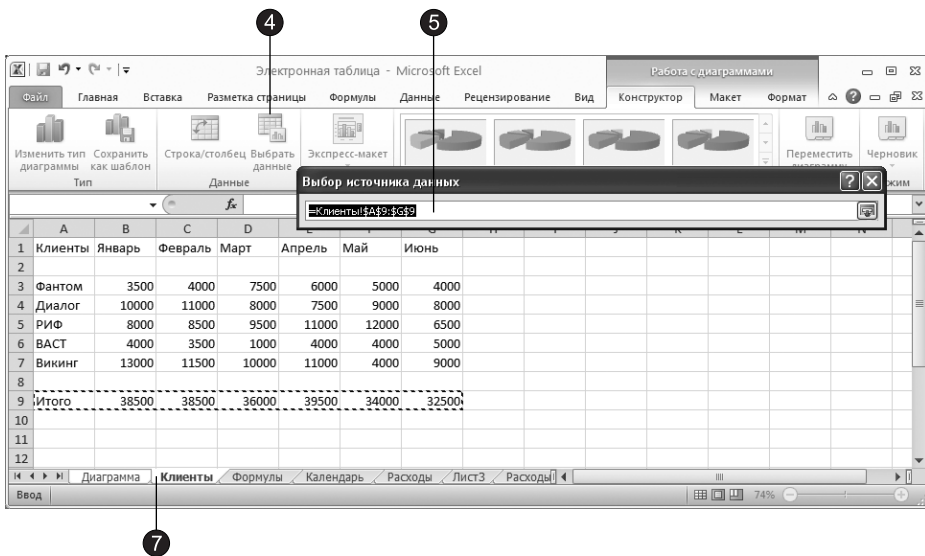 4 5
Электронная таблица - Microsoft Excel Работа с диаграммами
Файл Главная Вставка Разметка страницы Формулы Данные Рецензирование Вид Конструктор Макет Формат
Изменить тип диаграммы Сохранить как шаблон Строка/столбец Выбрать данные Экспресс-макет Переместить диаграмму Черновик
Тип Данные
Выбор источника данных
=Клиенты!$A$9:$G$9
fx
A B C D
1 Клиенты Январь Февраль Март Апрель Май Июнь
2
3 Фантом 3500 4000 7500 6000 5000 4000
4 Диалог 10000 11000 8000 7500 9000 8000
5 РИФ 8000 8500 9500 11000 12000 6500
6 ВАСТ 4000 3500 1000 4000 4000 5000
7 Викинг 13000 11500 10000 11000 4000 9000
8
9 Итого 38500 38500 36000 39500 34000 32500
10
11
12
Диаграмма Клиенты Формулы Календарь Расходы Лист3 Расходы
Ввод 74%
7